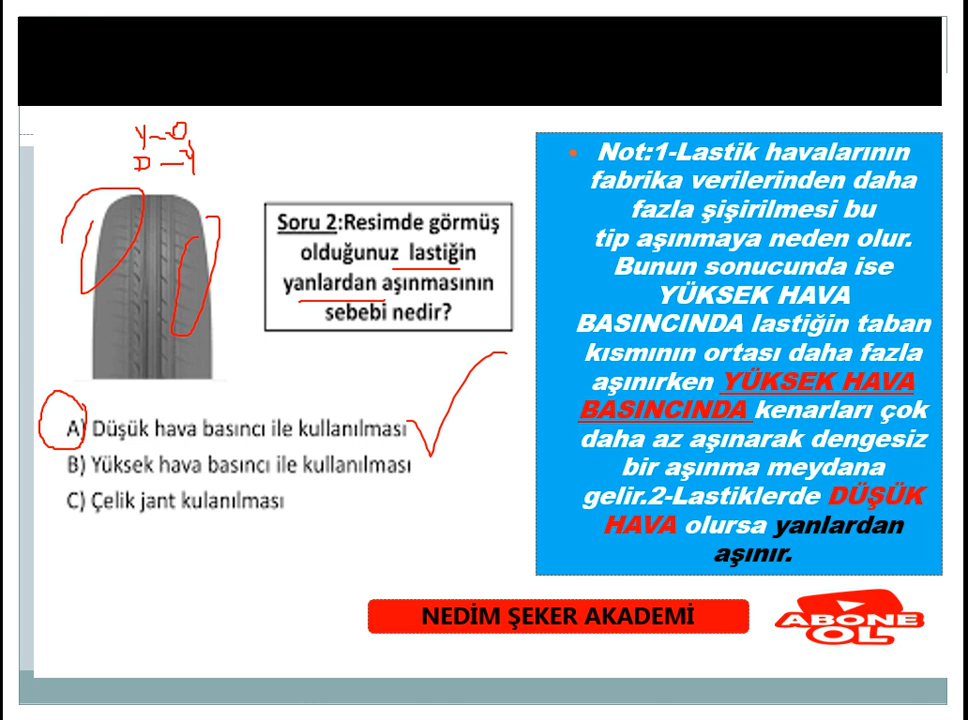 Y-O
D-Y
Soru 2:Resimde görmüş
olduğunuz lastiğin
yanlardan aşınmasının
sebebi nedir?
A) Düşük hava basıncı ile kullanılması
B) Yüksek hava basıncı ile kullanılması
C) Çelik jant kulanılması
• Not:1-Lastik havalarının
fabrika verilerinden daha
fazla şişirilmesi bu
tip aşınmaya neden olur.
Bunun sonucunda ise
YÜKSEK HAVA
BASINCINDA lastiğin taban
kısmının ortası daha fazla
aşınırken YÜKSEK HAVA
BASINCINDA kenarları çok
daha az aşınarak dengesiz
bir aşınma meydana
gelir.2-Lastiklerde DÜŞÜK
HAVA olursa yanlardan
aşınır.
NEDİM ŞEKER AKADEMİ
ABONE
OL